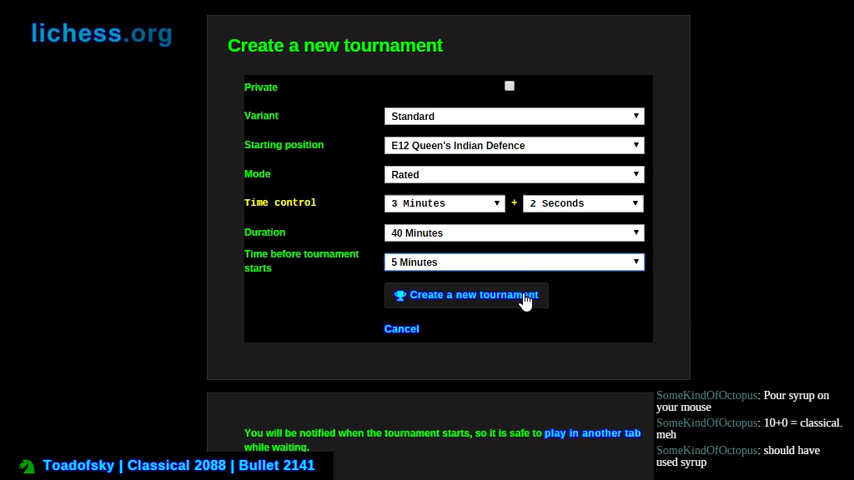 lichess.org
Create a new tournament
Private
Variant
Standard
Starting position
E12 Queen's Indian Defence
Mode
Rated
Time control
3 Minutes
+
2 Seconds
Duration
40 Minutes
Time before tournament
starts
5 Minutes
Create a new tournament
Cancel
You will be notified when the tournament starts, so it is safe to play in another tab
while waiting.
SomeKindOfOctopus: Pour syrup on
your mouse
SomeKindOfOctopus: 10+0 = classical.
meh
SomeKindOfOctopus: should have
used syrup
Toadofsky | Classical 2088 | Bullet 2141